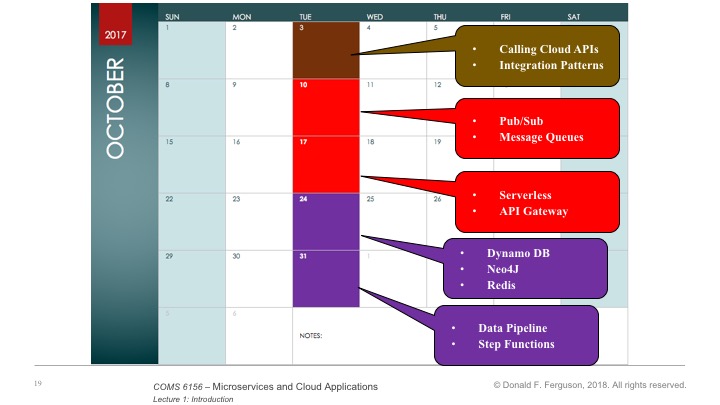 SUN MON TUE WED THU FRI SAT
2017
OCTOBER
1 2 3 4 5
• Calling Cloud APIs
• Integration Patterns
8 9 10 11 12
• Pub/Sub
• Message Queues
15 16 17 18 19
• Serverless
• API Gateway
22 23 24 25 26
• Dynamo DB
• Neo4J
• Redis
29 30 31 1
• Data Pipeline
• Step Functions
5 6
NOTES:
19
COMS 6156 – Microservices and Cloud Applications
Lecture 1: Introduction
© Donald F. Ferguson, 2018. All rights reserved.